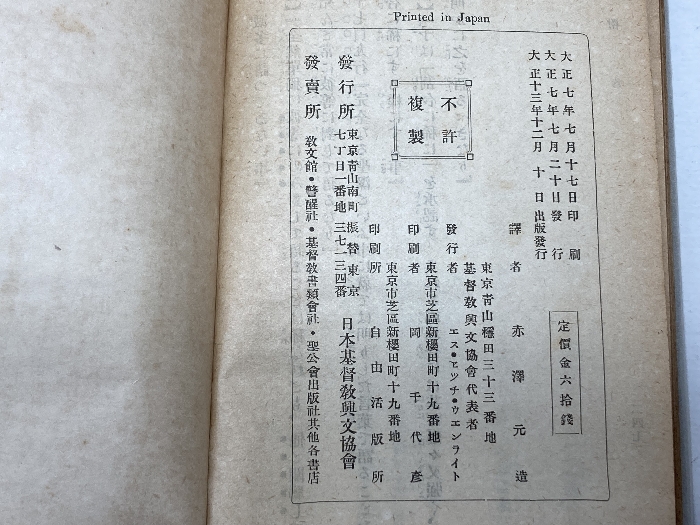 Printed in Japan
大正七年七月十七日印刷
大正七年七月二十日發行
大正十三年十二月十日出版發行
定價金六拾錢
不許複製
譯者 赤澤元造
東京靑山穩田三十三番地
基督敎興文協會代表者
發行者 エス・エッチ・ウエンライト
東京市芝區新櫻田町十九番地
印刷者 岡千代彥
東京市芝區新櫻田町十九番地
印刷所 自由活版所
發行所 東京靑山南町七丁目一番地 振替東京三七一三四番 日本基督敎興文協會
發賣所 敎文館・警醒社・基督敎書類會社・聖公會出版社其他各書店